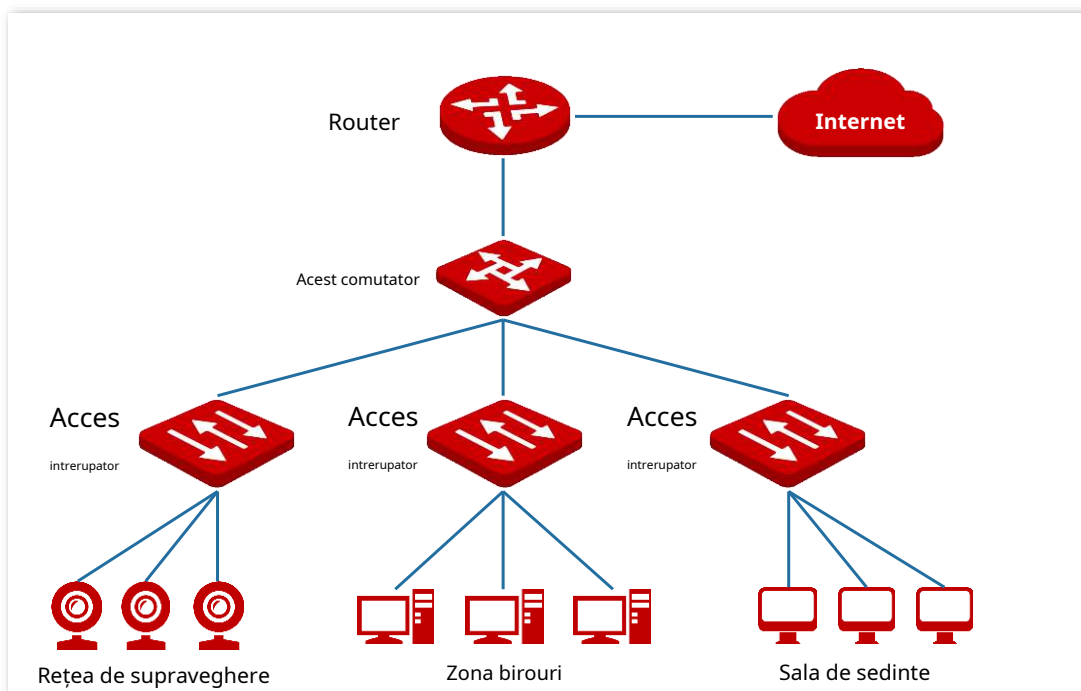 Router
Internet
Acest comutator
Acces
intrerupator
Acces
intrerupator
Acces
intrerupator
Rețea de supraveghere
Zona birouri
Sala de sedinte